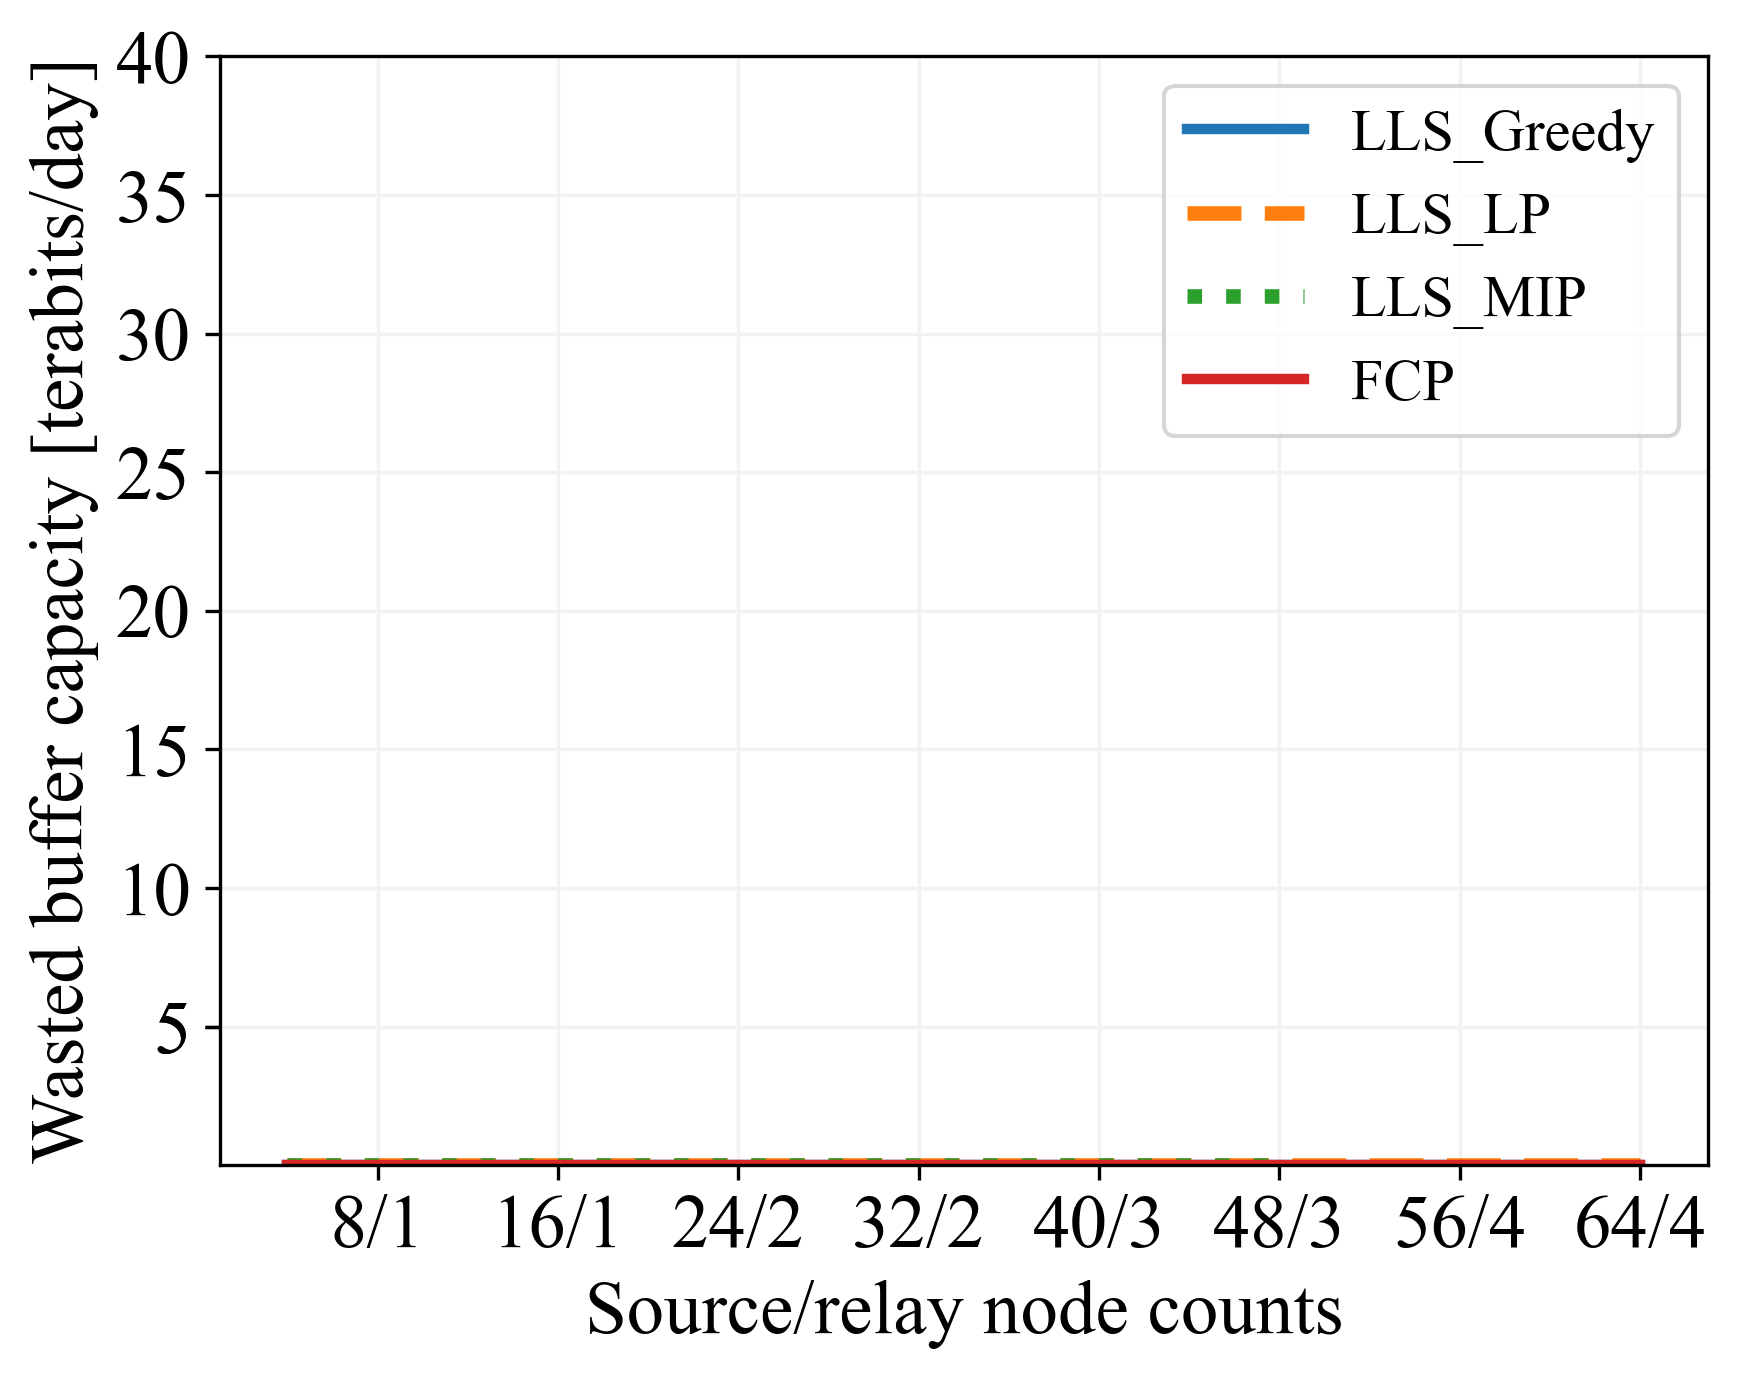 Wasted buffer capacity [terabits/day]
40
35
30
25
20
15
10
5
LLS_Greedy
LLS_LP
LLS_MIP
FCP
8/1 16/1 24/2 32/2 40/3 48/3 56/4 64/4
Source/relay node counts